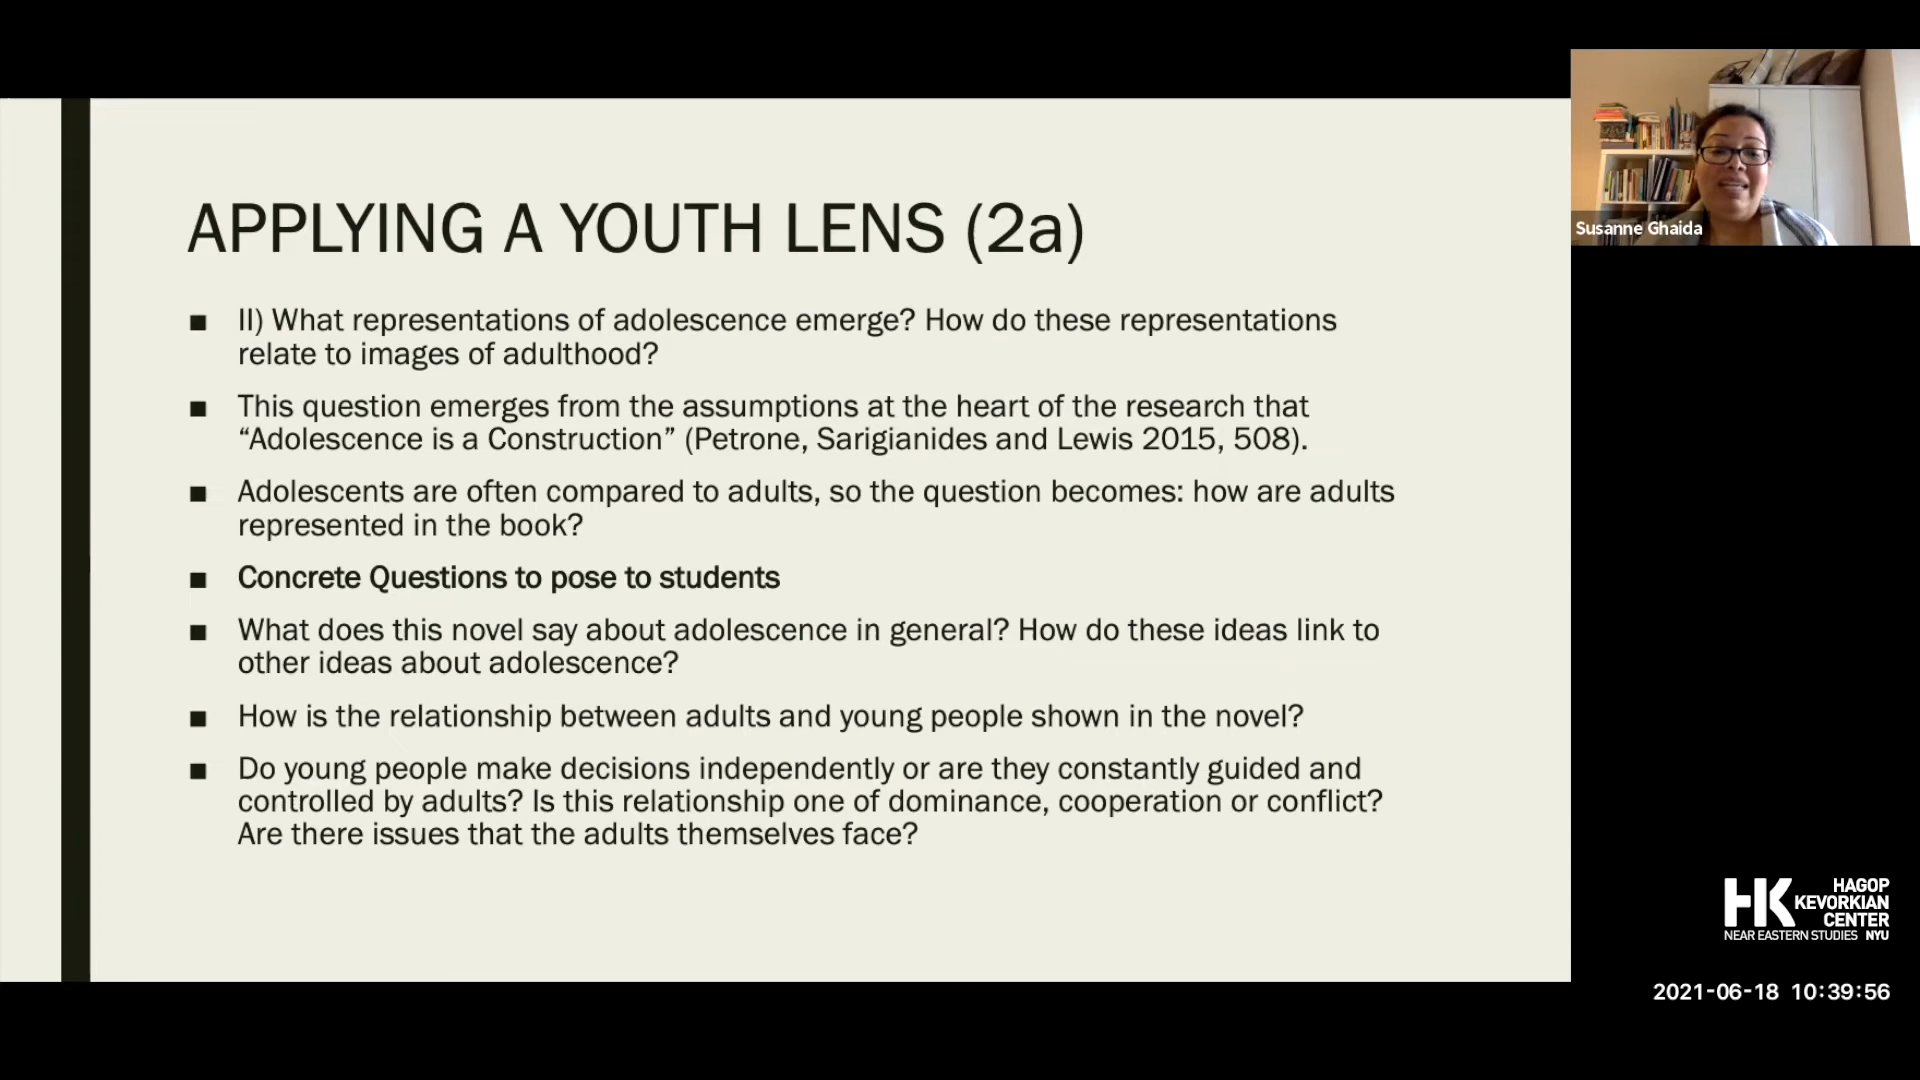 APPLYING A YOUTH LENS (2a)
■ II) What representations of adolescence emerge? How do these representations
relate to images of adulthood?
■ This question emerges from the assumptions at the heart of the research that
“Adolescence is a Construction” (Petrone, Sarigianides and Lewis 2015, 508).
■ Adolescents are often compared to adults, so the question becomes: how are adults
represented in the book?
■ Concrete Questions to pose to students
■ What does this novel say about adolescence in general? How do these ideas link to
other ideas about adolescence?
■ How is the relationship between adults and young people shown in the novel?
■ Do young people make decisions independently or are they constantly guided and
controlled by adults? Is this relationship one of dominance, cooperation or conflict?
Are there issues that the adults themselves face?
Susanne Ghaida
HK
HAGOP
KEVORKIAN
CENTER
NEAR EASTERN STUDIES NYU
2021-06-18 10:39:56